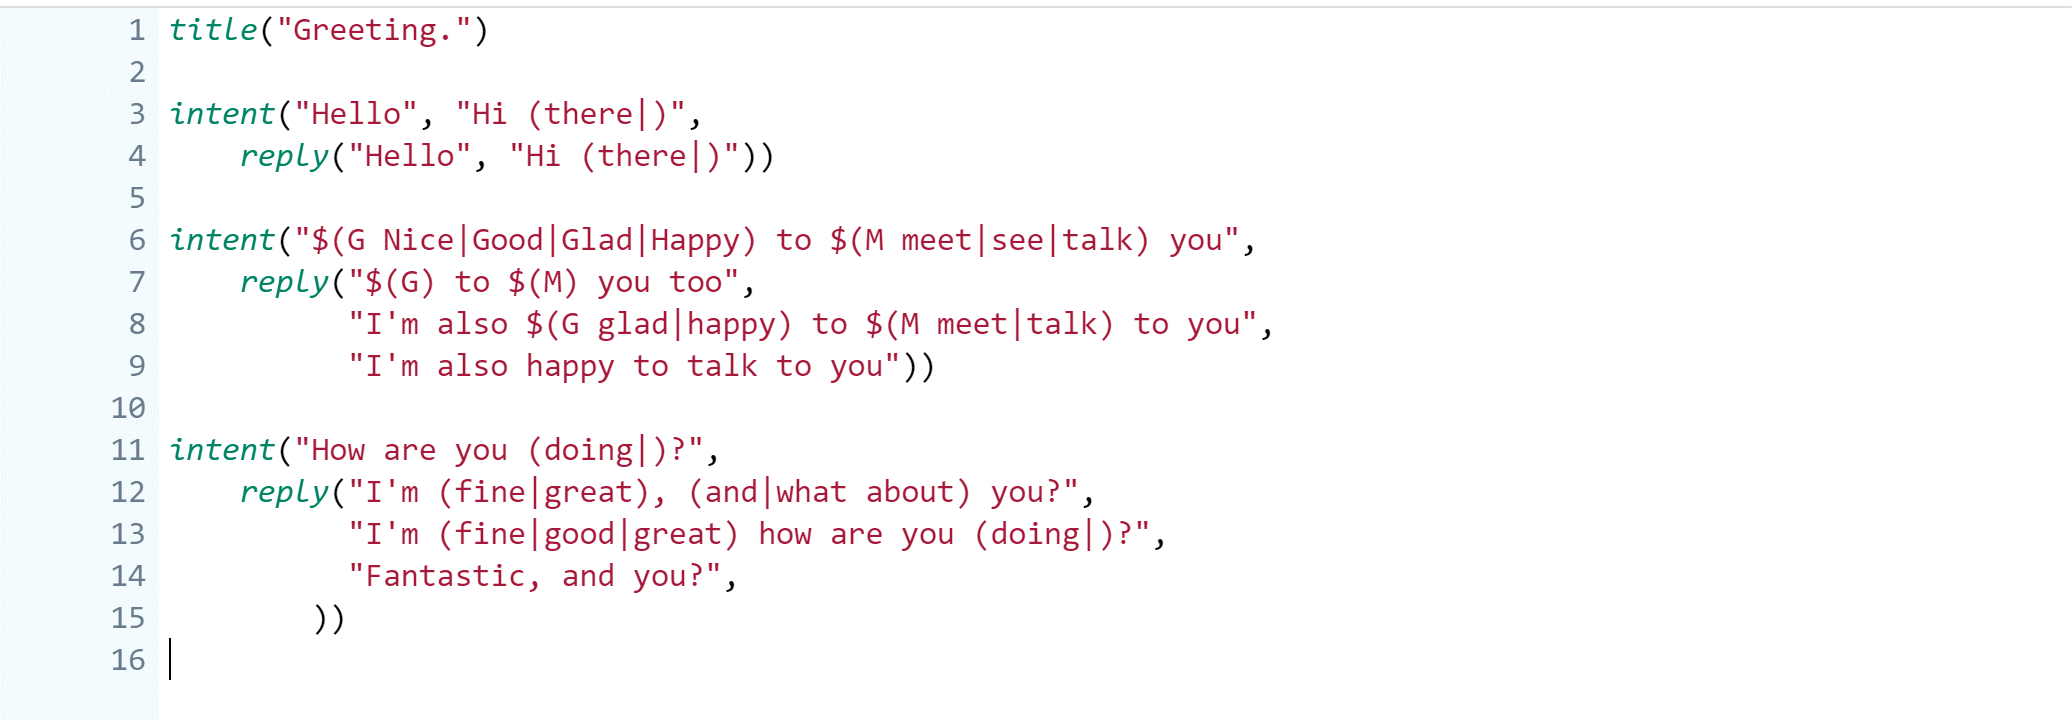 1 title("Greeting.")
2
3 intent("Hello", "Hi (there|)",
4     reply("Hello", "Hi (there|)"))
5
6 intent("$(G Nice|Good|Glad|Happy) to $(M meet|see|talk) you",
7     reply("$(G) to $(M) you too",
8           "I'm also $(G glad|happy) to $(M meet|talk) to you",
9           "I'm also happy to talk to you"))
10
11 intent("How are you (doing|)?",
12     reply("I'm (fine|great), (and|what about) you?",
13           "I'm (fine|good|great) how are you (doing|)?",
14           "Fantastic, and you?",
15         ))
16